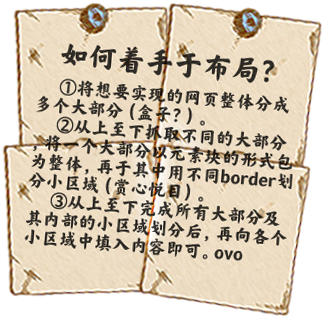 如何着手于布局?
①将想要实现的网页整体分成
多个大部分(盒子?)。
②从上至下抓取不同的大部分
，将一个大部分以元素块的形式包
为整体，再于其中用不同border划
分小区域(赏心悦目)。
③从上至下完成所有大部分及
其内部的小区域划分后，再向各个
小区域中填入内容即可。ovo